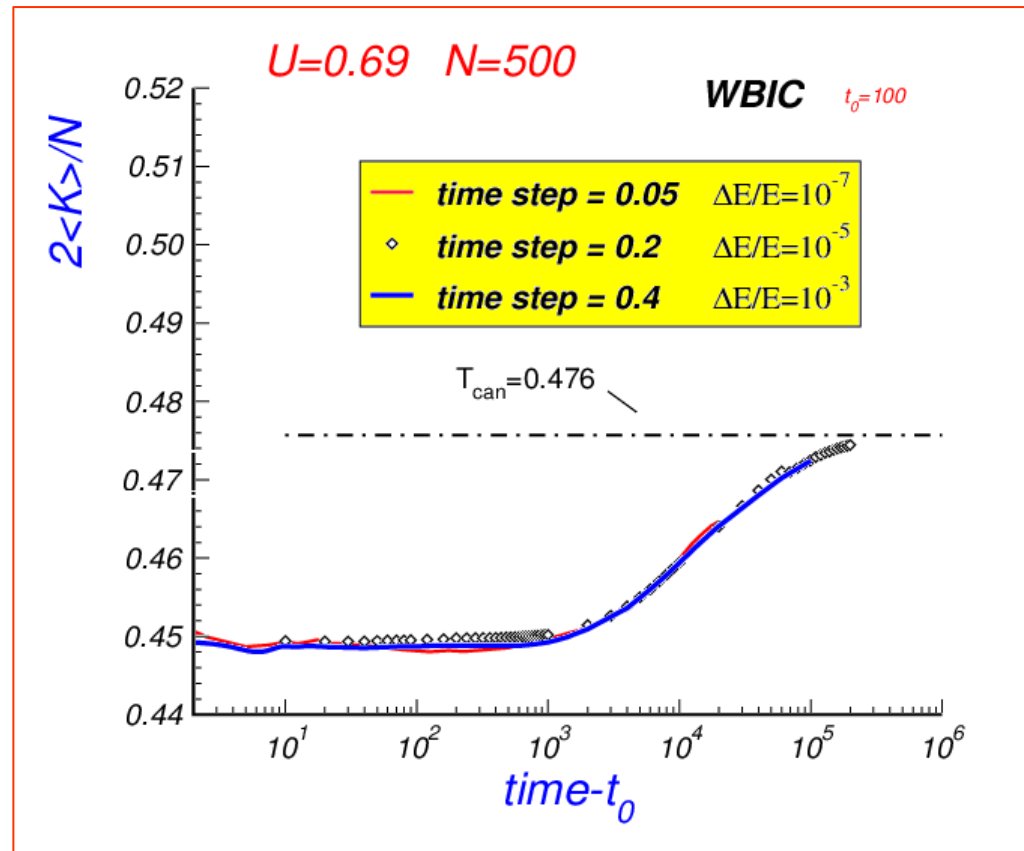 U=0.69 N=500
WBIC t₀=100
2<K>/N
0.52
0.51
0.50
0.49
0.48
0.47
0.46
0.45
0.44
time step = 0.05 ΔE/E=10⁻⁷
time step = 0.2 ΔE/E=10⁻⁵
time step = 0.4 ΔE/E=10⁻³
T_can=0.476
10¹ 10² 10³ 10⁴ 10⁵ 10⁶
time-t₀